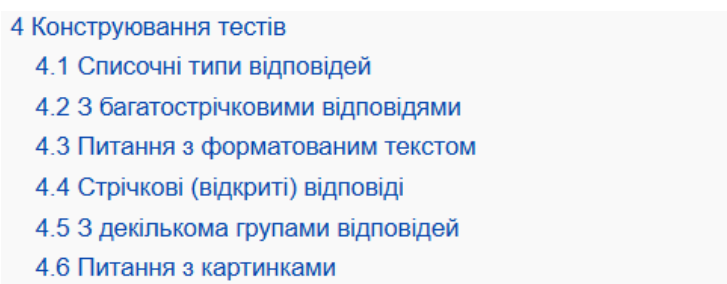 4 Конструювання тестів
4.1 Списочні типи відповідей
4.2 З багатострічковими відповідями
4.3 Питання з форматованим текстом
4.4 Стрічкові (відкриті) відповіді
4.5 З декількома групами відповідей
4.6 Питання з картинками